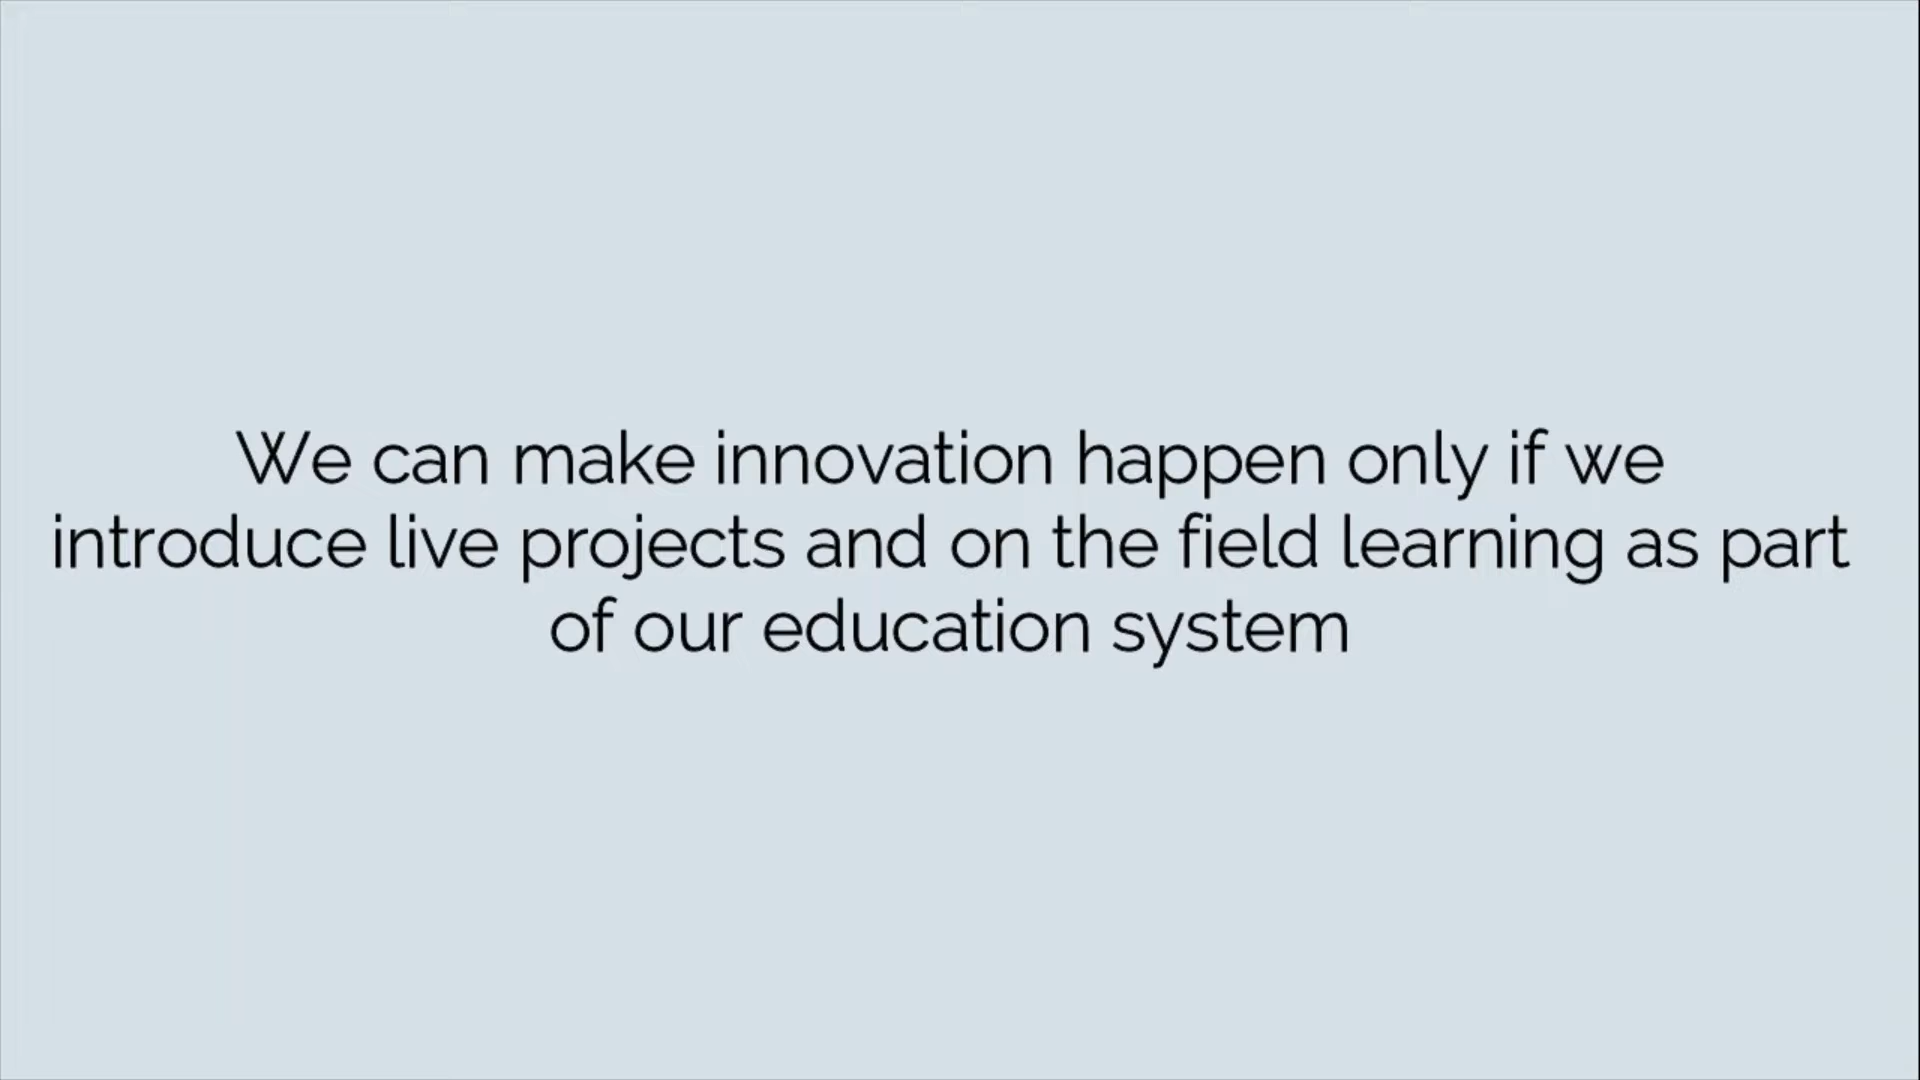 We can make innovation happen only if we
introduce live projects and on the field learning as part
of our education system